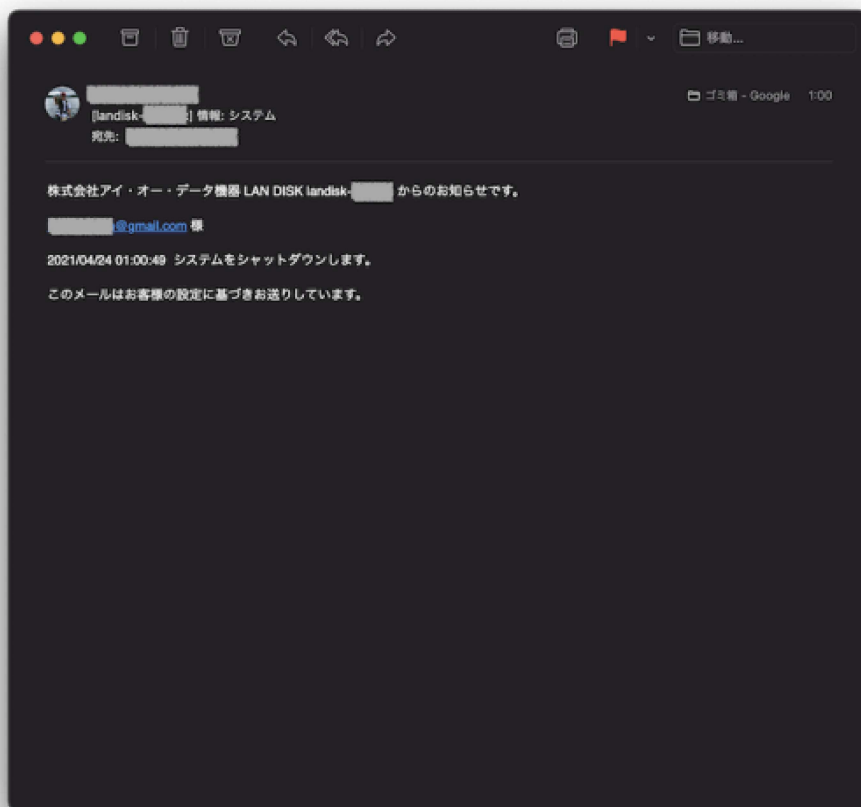 移動...
ゴミ箱 - Google 1:00
[landisk- ] 情報: システム
宛先:
株式会社アイ・オー・データ機器 LAN DISK landisk- からのお知らせです。
@gmail.com 様
2021/04/24 01:00:49 システムをシャットダウンします。
このメールはお客様の設定に基づきお送りしています。